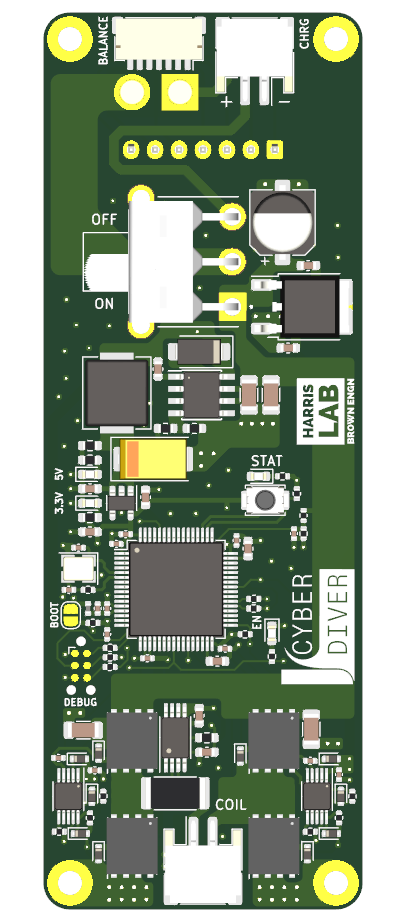 BALANCE
CHRG
+ −
OFF
ON
+
HARRIS
LAB
BROWN ENGN
STAT
5V
3.3V
BOOT
EN
CYBER
DIVER
DEBUG
COIL